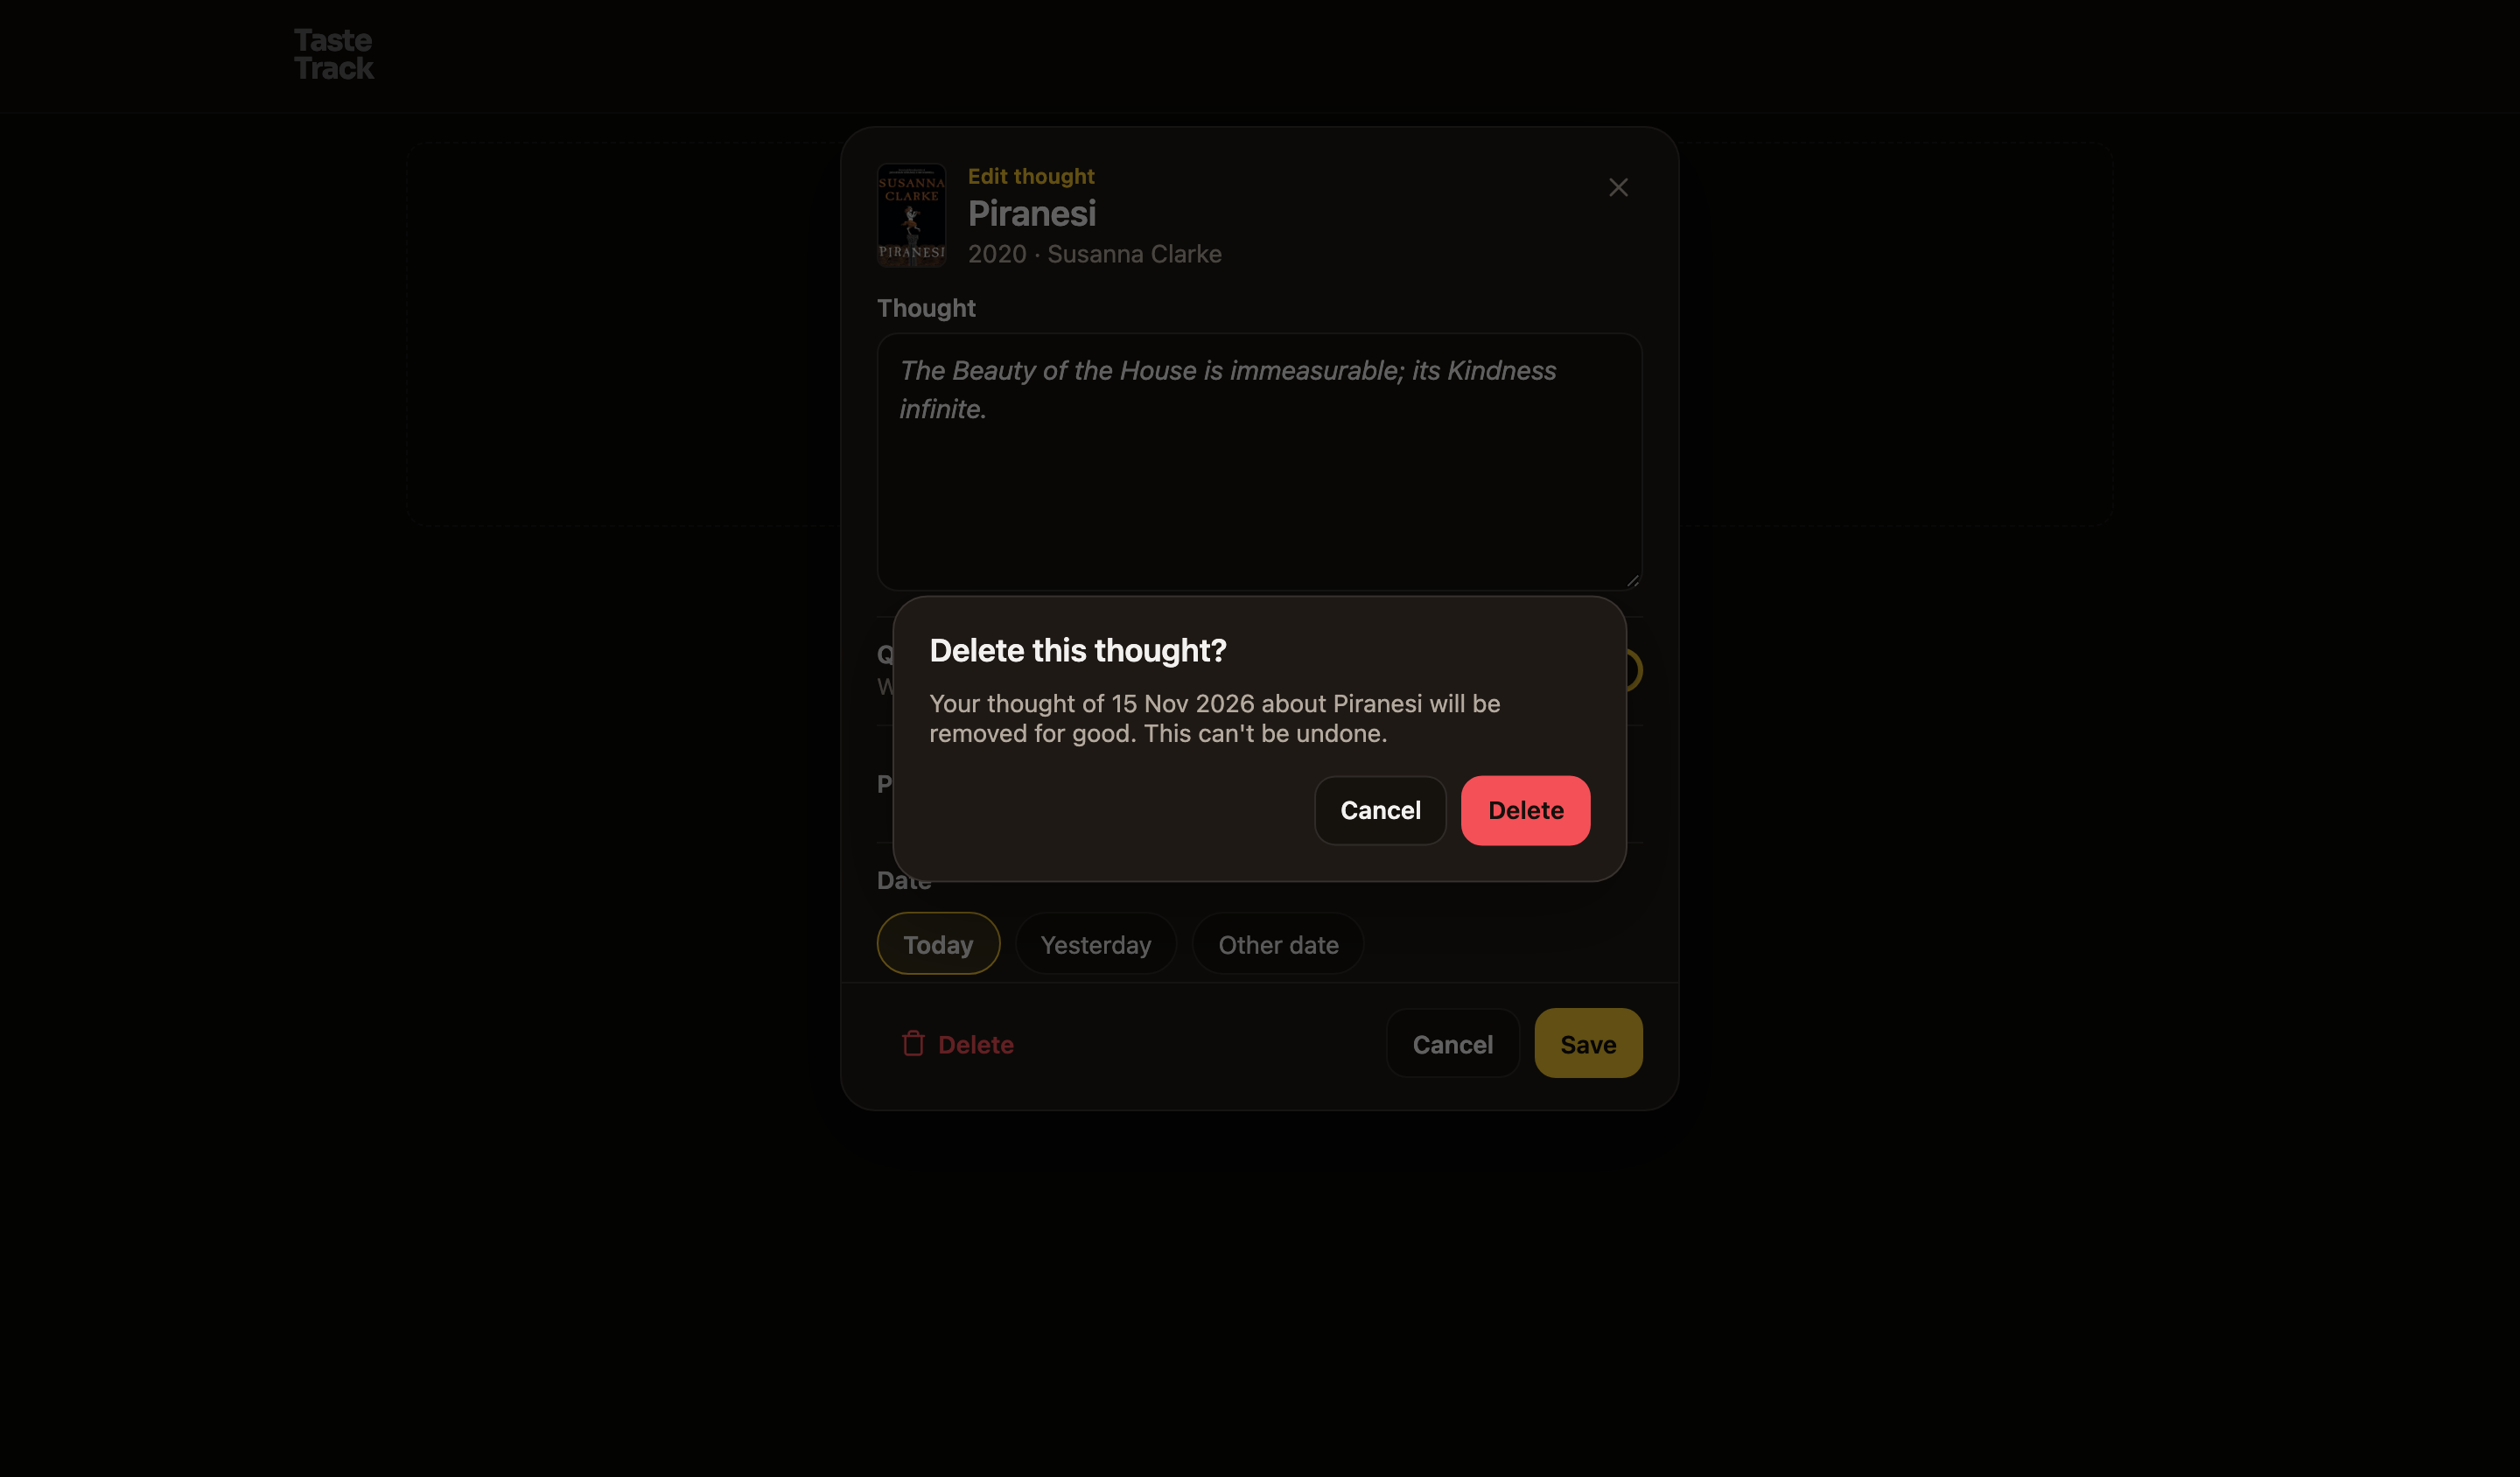 Taste
Track
SUSANNA
CLARKE
PIRANESI
Edit thought
Piranesi
2020 · Susanna Clarke
Thought
The Beauty of the House is immeasurable; its Kindness
infinite.
Delete this thought?
Your thought of 15 Nov 2026 about Piranesi will be
removed for good. This can't be undone.
Cancel
Delete
Date
Today
Yesterday
Other date
Delete
Cancel
Save